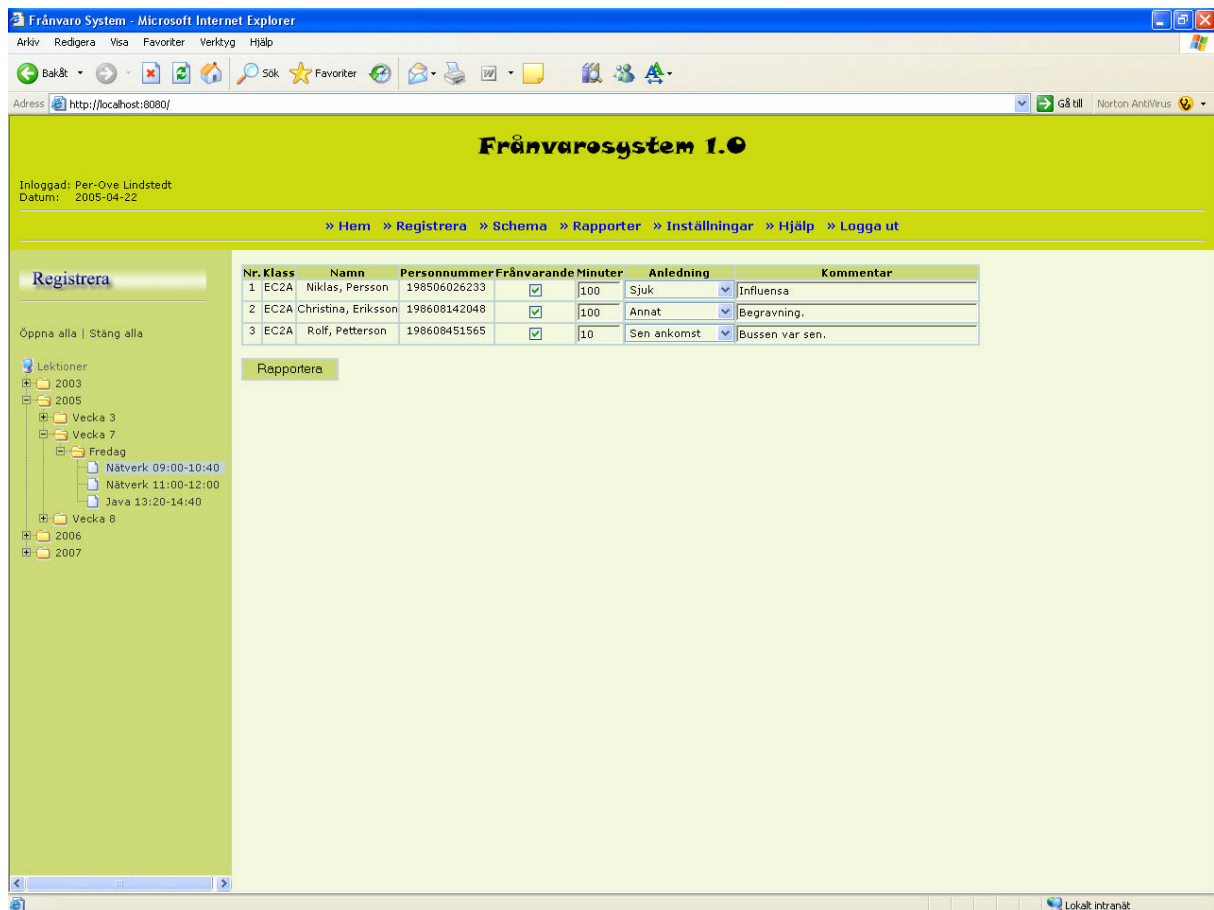 Frånvaro System - Microsoft Internet Explorer
Arkiv Redigera Visa Favoriter Verktyg Hjälp
Bakåt Sök Favoriter
Adress http://localhost:8080/ Gå till Norton AntiVirus
Frånvarosystem 1.0
Inloggad: Per-Ove Lindstedt
Datum: 2005-04-22
» Hem » Registrera » Schema » Rapporter » Inställningar » Hjälp » Logga ut
Registrera
Öppna alla | Stäng alla
Lektioner
2003
2005
Vecka 3
Vecka 7
Fredag
Nätverk 09:00-10:40
Nätverk 11:00-12:00
Java 13:20-14:40
Vecka 8
2006
2007
Nr. Klass Namn Personnummer Frånvarande Minuter Anledning Kommentar
1 EC2A Niklas, Persson 198506026233 100 Sjuk Influensa
2 EC2A Christina, Eriksson 198608142048 100 Annat Begravning.
3 EC2A Rolf, Petterson 198608451565 10 Sen ankomst Bussen var sen.
Rapportera
Lokalt intranät